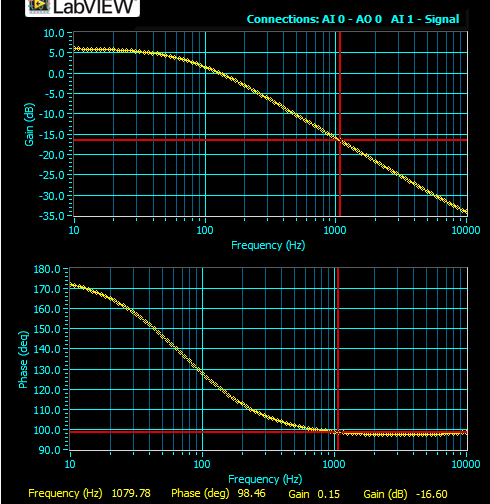 LabVIEW
Connections: AI 0 - AO 0 AI 1 - Signal
10.0
5.0
0.0
-5.0
-10.0
-15.0
-20.0
-25.0
-30.0
-35.0
Gain (dB)
10 100 1000 10000
Frequency (Hz)
180.0
170.0
160.0
150.0
140.0
130.0
120.0
110.0
100.0
90.0
Phase (deg)
10 100 1000 10000
Frequency (Hz)
Frequency (Hz) 1079.78 Phase (deg) 98.46 Gain 0.15 Gain (dB) -16.60